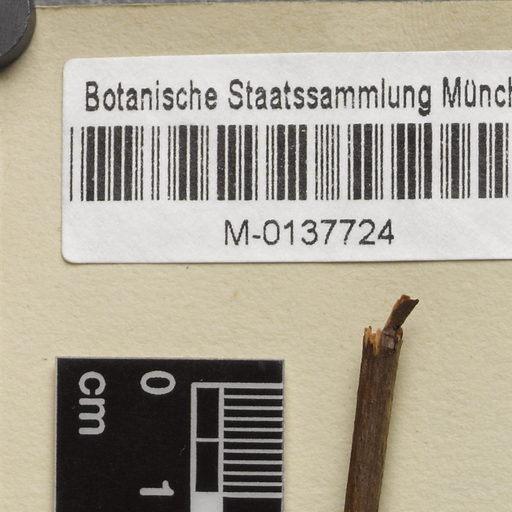 Botanische Staatssammlung Münch
M-0137724
cm 0
1